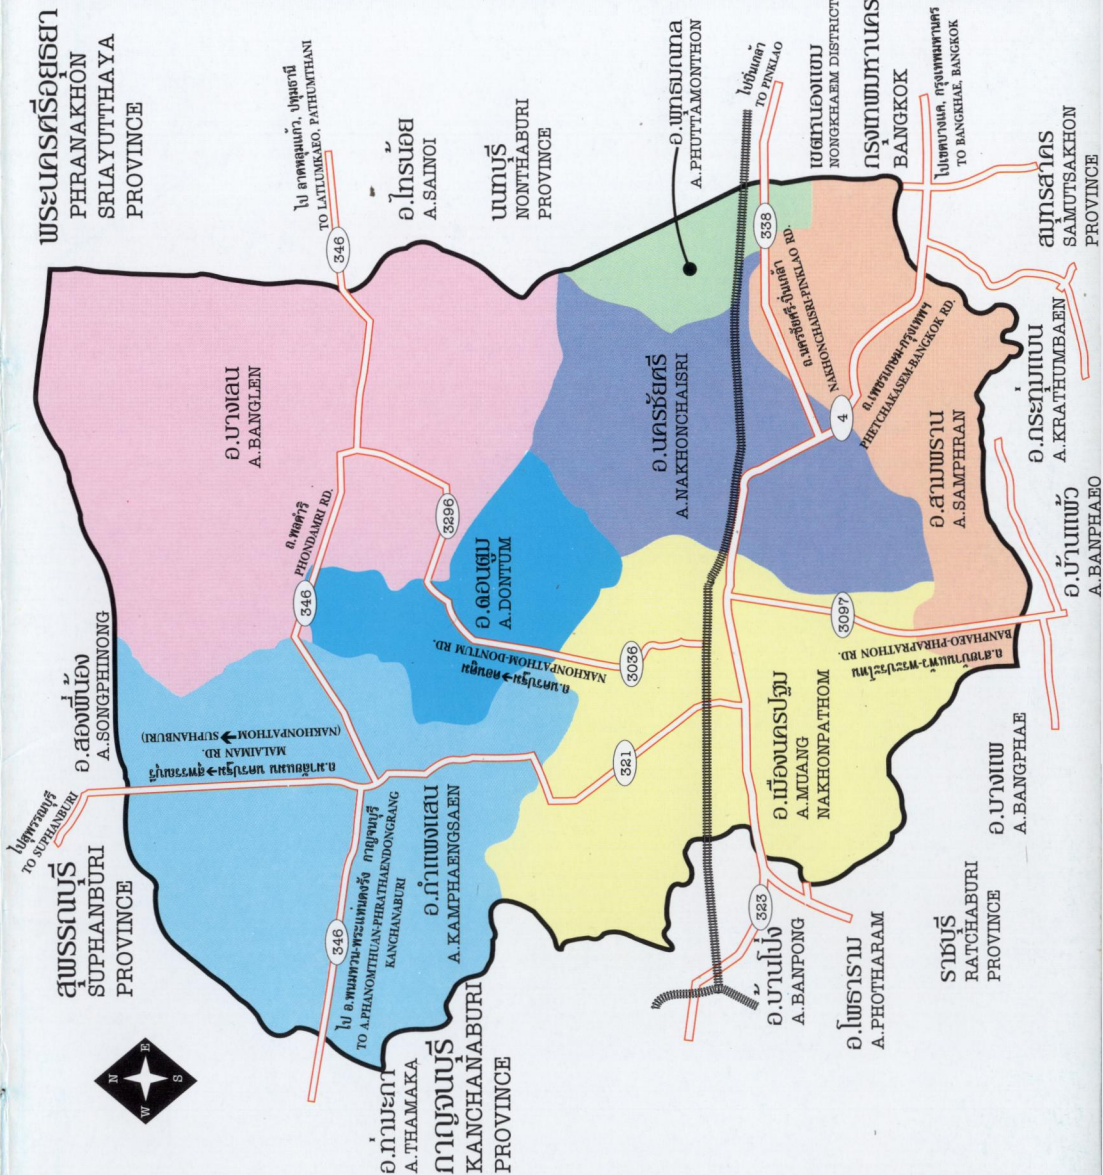 พระนครศรีอยุธยา
PHRANAKHON
SRIAYUTTHAYA
PROVINCE
ไป ลาดหลุมแก้ว, ปทุมธานี
TO LATLUMKAEO, PATHUMTHANI
346
อ.ไทรน้อย
A.SAINOI
นนทบุรี
NONTHABURI
PROVINCE
อ.พุทธมณฑล
A.PHUTTAMONTHON
ไปปิ่นเกล้า
TO PINKLAO
338
เขตหนองแขม
NONGKHAEM DISTRICT
กรุงเทพมหานคร
BANGKOK
ไปเขตบางแค, กรุงเทพมหานคร
TO BANGKHAE, BANGKOK
สมุทรสาคร
SAMUTSAKHON
PROVINCE
อ.กระทุ่มแบน
A.KRATHUMBAEN
อ.บ้านแพ้ว
A.BANPHAEO
อ.บางเลน
A.BANGLEN
ถ.พลดำริ
PHONDAMRI RD.
346
3296
อ.นครชัยศรี
A.NAKHONCHAISRI
ถ.นครชัยศรี-ปิ่นเกล้า
NAKHONCHAISRI-PINKLAO RD.
4
ถ.เพชรเกษม-กรุงเทพฯ
PHETCHAKASEM-BANGKOK RD.
อ.สามพราน
A.SAMPHRAN
อ.ดอนตูม
A.DONTUM
ถ.นครปฐม→ดอนตูม
NAKHONPATHOM-DONTUM RD.
3036
3097
ถ.สายบ้านแพ้ว-พระประโทน
BANPHAEO-PHRAPRATHON RD.
อ.สองพี่น้อง
A.SONGPHINONG
ถ.มาลัยแมน นครปฐม→สุพรรณบุรี
MALAIMAN RD.
(NAKHONPATHOM→SUPHANBURI)
321
อ.เมืองนครปฐม
A.MUANG
NAKHONPATHOM
ไปสุพรรณบุรี
TO SUPHANBURI
สุพรรณบุรี
SUPHANBURI
PROVINCE
อ.กำแพงแสน
A.KAMPHAENGSAEN
346
ไป อ.พนมทวน-พระแท่นดงรัง กาญจนบุรี
TO A.PHANOMTHUAN-PHRATHAENDONGRANG
KANCHANABURI
323
อ.บางแพ
A.BANGPHAE
ราชบุรี
RATCHABURI
PROVINCE
อ.บ้านโป่ง
A.BANPONG
อ.โพธาราม
A.PHOTHARAM
อ.ท่ามะกา
A.THAMAKA
กาญจนบุรี
KANCHANABURI
PROVINCE
N
E
S
W